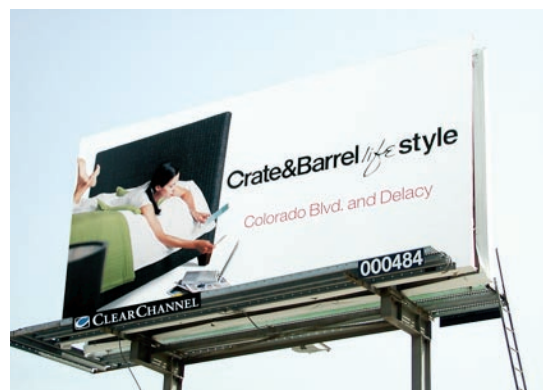 Crate&Barrel life style
Colorado Blvd. and Delacy
000484
CLEARCHANNEL